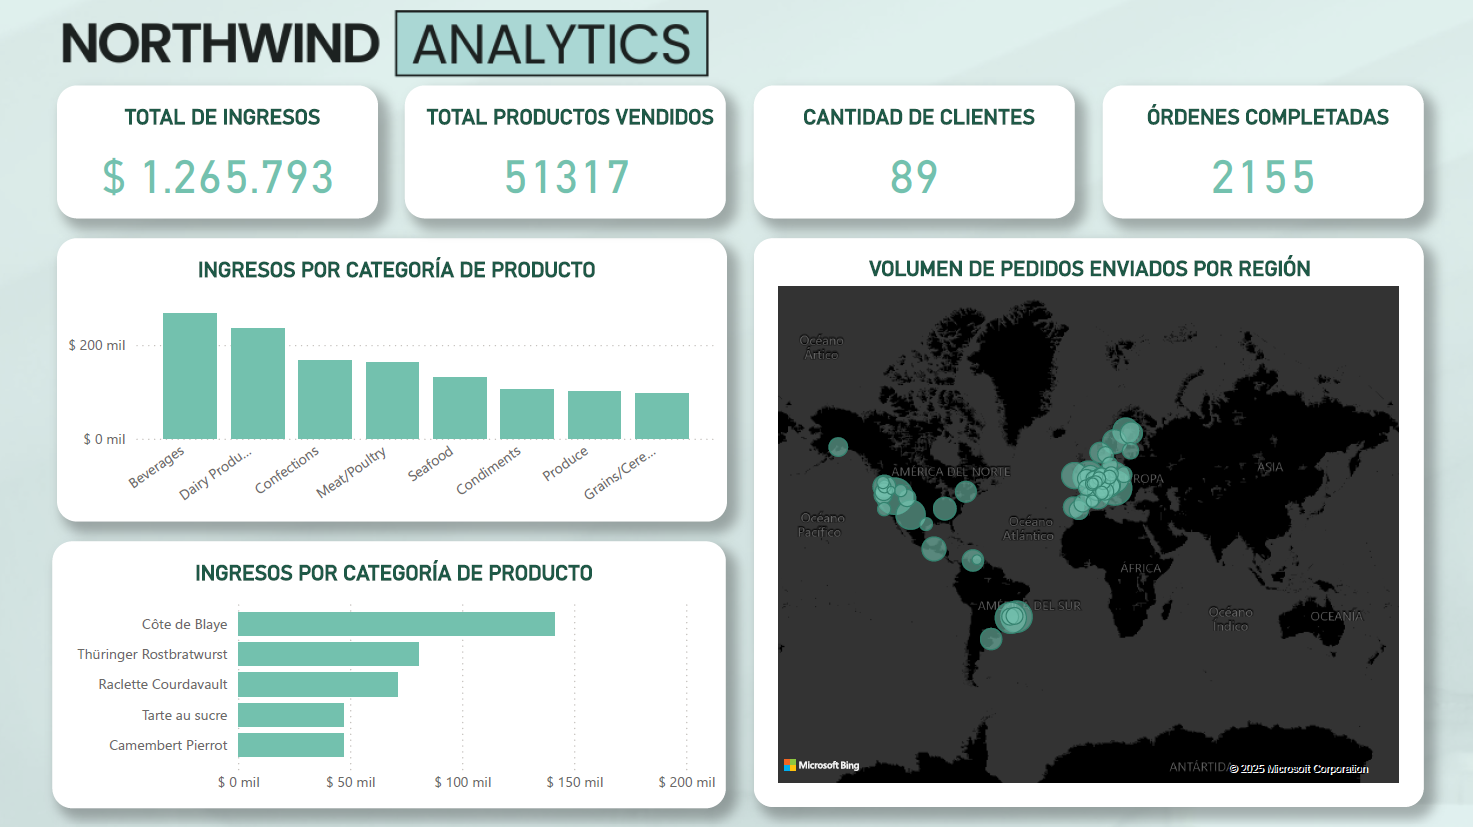 NORTHWIND ANALYTICS
TOTAL DE INGRESOS
$ 1.265.793
TOTAL PRODUCTOS VENDIDOS
51317
CANTIDAD DE CLIENTES
89
ÓRDENES COMPLETADAS
2155
INGRESOS POR CATEGORÍA DE PRODUCTO
$ 200 mil
$ 0 mil
Beverages
Dairy Produ...
Confections
Meat/Poultry
Seafood
Condiments
Produce
Grains/Cere...
INGRESOS POR CATEGORÍA DE PRODUCTO
Côte de Blaye
Thüringer Rostbratwurst
Raclette Courdavault
Tarte au sucre
Camembert Pierrot
$ 0 mil
$ 50 mil
$ 100 mil
$ 150 mil
$ 200 mil
VOLUMEN DE PEDIDOS ENVIADOS POR REGIÓN
Océano
Ártico
AMÉRICA DEL NORTE
ROPA
ASIA
Océano
Pacífico
Océano
Atlántico
ÁFRICA
AMÉ A DEL SUR
Océano
Índico
OCEANÍA
ANTÁRTIDA
Microsoft Bing
© 2025 Microsoft Corporation